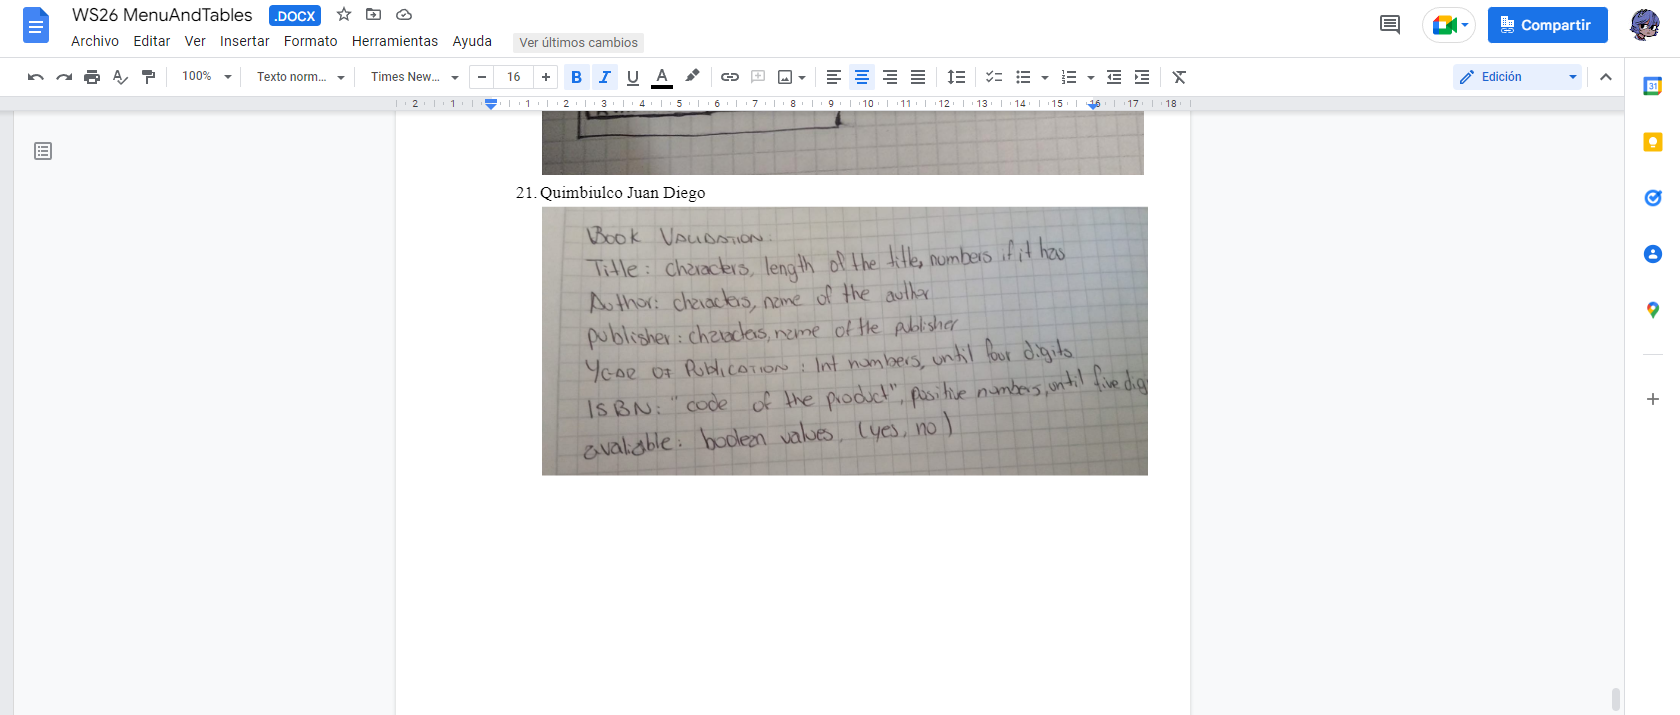 WS26 MenuAndTables .DOCX
Compartir
Archivo Editar Ver Insertar Formato Herramientas Ayuda Ver últimos cambios
100% Texto norm... Times New... − 16 + B I U A Edición
2 1 1 2 3 4 5 6 7 8 9 10 11 12 13 14 15 16 17 18
31
21. Quimbiulco Juan Diego
Book Validation:
Title: characters, length of the title, numbers if it has
Author: characters, name of the author
publisher: characters, name of the publisher
Year of Publication: Int numbers, until four digits
ISBN: "code of the product", positive numbers, until five dig
avaliable: boolean values, (yes, no)